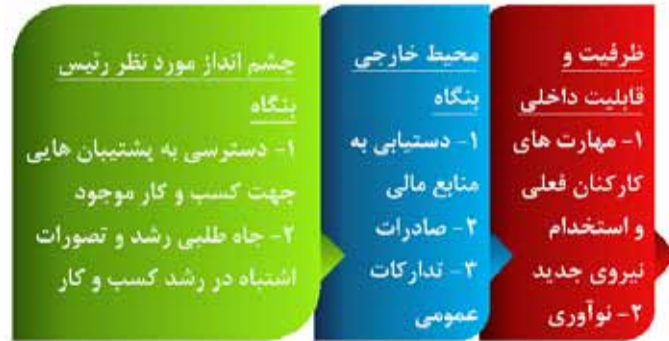 ظرفیت و
قابلیت داخلی
۱- مهارت های
کارکنان فعلی
و استخدام
نیروی جدید
۲- نوآوری
محیط خارجی
بنگاه
۱- دستیابی به
منابع مالی
۲- صادرات
۳- تدارکات
عمومی
چشم انداز مورد نظر رئیس
بنگاه
۱- دسترسی به پشتیبان هایی
جهت کسب و کار موجود
۲- جاه طلبی رشد و تصورات
اشتباه در رشد کسب و کار